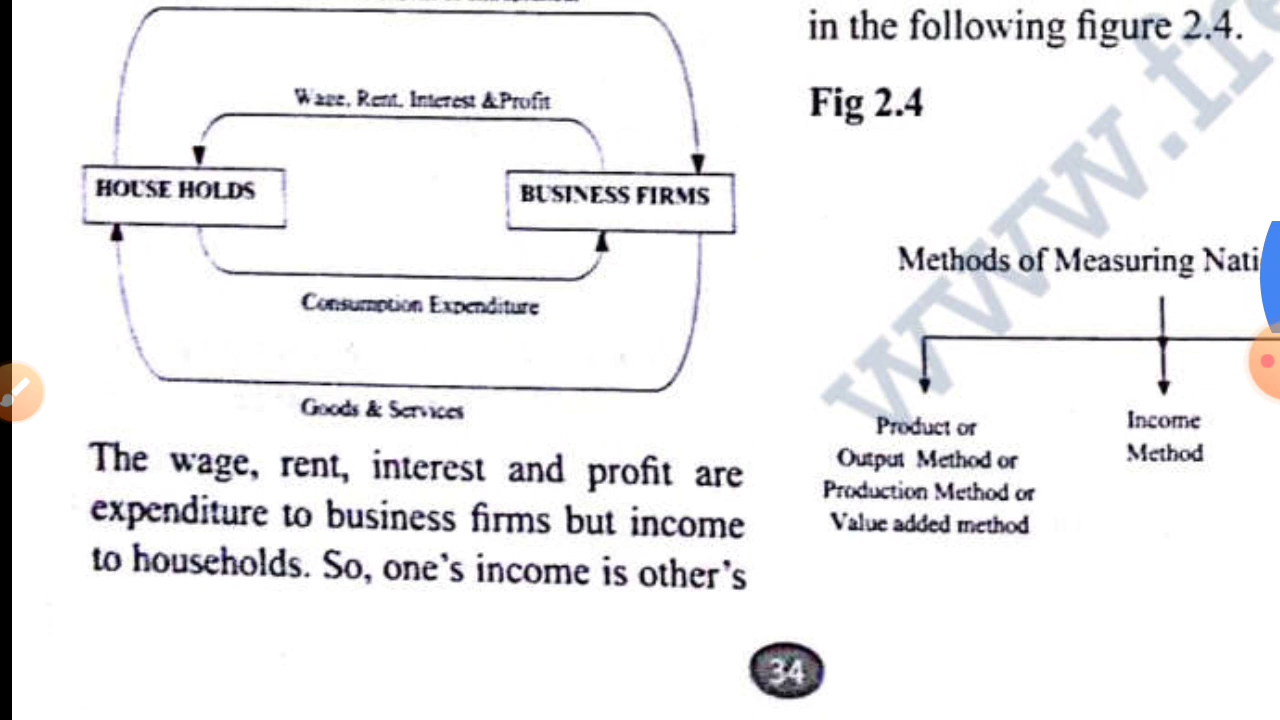 Wage, Rent, Interest &Profit
HOUSE HOLDS
BUSINESS FIRMS
Consumption Expenditure
Goods & Services
The wage, rent, interest and profit are
expenditure to business firms but income
to households. So, one's income is other's
in the following figure 2.4.
Fig 2.4
Methods of Measuring Nati
Product or
Output Method or
Production Method or
Value added method
Income
Method
34
www.fre